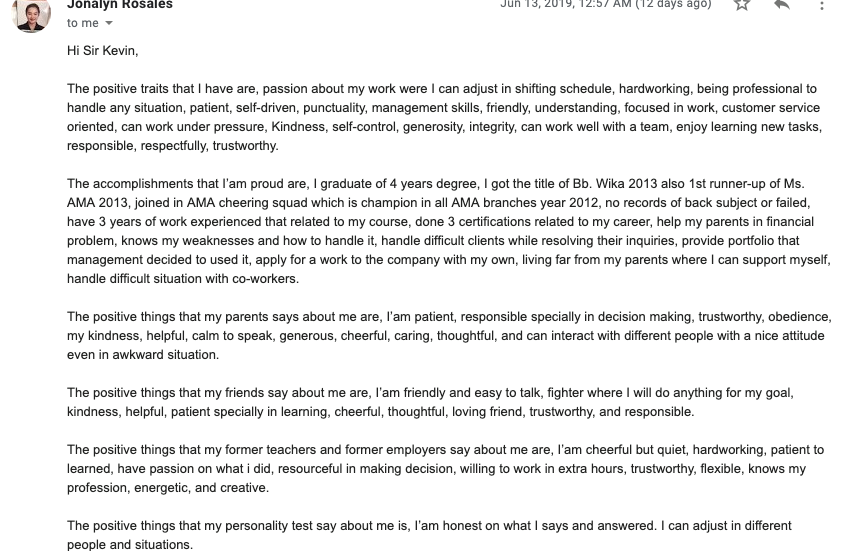 Jonalyn Rosales
Jun 13, 2019, 12:57 AM (12 days ago)
to me
Hi Sir Kevin,
The positive traits that I have are, passion about my work were I can adjust in shifting schedule, hardworking, being professional to
handle any situation, patient, self-driven, punctuality, management skills, friendly, understanding, focused in work, customer service
oriented, can work under pressure, Kindness, self-control, generosity, integrity, can work well with a team, enjoy learning new tasks,
responsible, respectfully, trustworthy.
The accomplishments that I'am proud are, I graduate of 4 years degree, I got the title of Bb. Wika 2013 also 1st runner-up of Ms.
AMA 2013, joined in AMA cheering squad which is champion in all AMA branches year 2012, no records of back subject or failed,
have 3 years of work experienced that related to my course, done 3 certifications related to my career, help my parents in financial
problem, knows my weaknesses and how to handle it, handle difficult clients while resolving their inquiries, provide portfolio that
management decided to used it, apply for a work to the company with my own, living far from my parents where I can support myself,
handle difficult situation with co-workers.
The positive things that my parents says about me are, I'am patient, responsible specially in decision making, trustworthy, obedience,
my kindness, helpful, calm to speak, generous, cheerful, caring, thoughtful, and can interact with different people with a nice attitude
even in awkward situation.
The positive things that my friends say about me are, I'am friendly and easy to talk, fighter where I will do anything for my goal,
kindness, helpful, patient specially in learning, cheerful, thoughtful, loving friend, trustworthy, and responsible.
The positive things that my former teachers and former employers say about me are, I'am cheerful but quiet, hardworking, patient to
learned, have passion on what i did, resourceful in making decision, willing to work in extra hours, trustworthy, flexible, knows my
profession, energetic, and creative.
The positive things that my personality test say about me is, I'am honest on what I says and answered. I can adjust in different
people and situations.